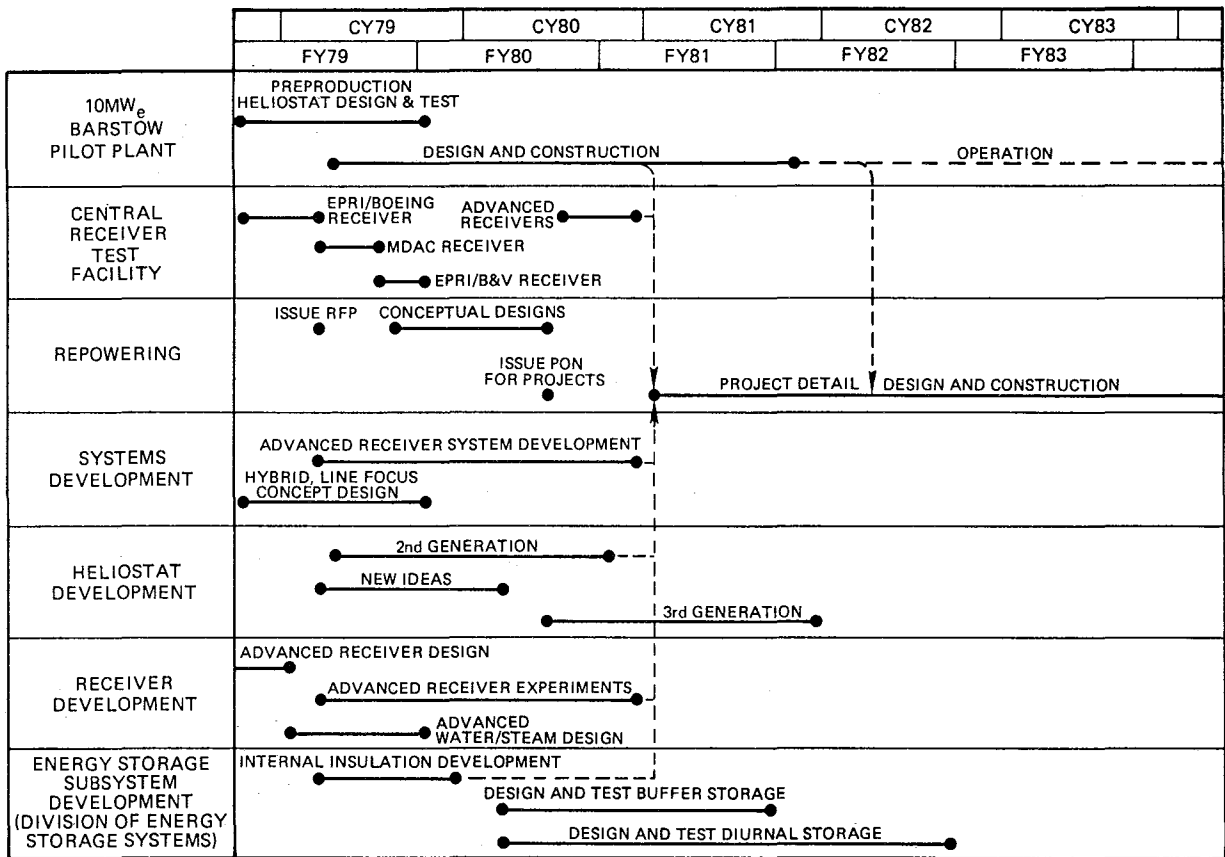 CY79 CY80 CY81 CY82 CY83
FY79 FY80 FY81 FY82 FY83
10MWe
BARSTOW
PILOT PLANT
PREPRODUCTION
HELIOSTAT DESIGN & TEST
DESIGN AND CONSTRUCTION
OPERATION
CENTRAL
RECEIVER
TEST
FACILITY
EPRI/BOEING
RECEIVER
ADVANCED
RECEIVERS
MDAC RECEIVER
EPRI/B&V RECEIVER
REPOWERING
ISSUE RFP
CONCEPTUAL DESIGNS
ISSUE PON
FOR PROJECTS
PROJECT DETAIL DESIGN AND CONSTRUCTION
SYSTEMS
DEVELOPMENT
ADVANCED RECEIVER SYSTEM DEVELOPMENT
HYBRID, LINE FOCUS
CONCEPT DESIGN
HELIOSTAT
DEVELOPMENT
2nd GENERATION
NEW IDEAS
3rd GENERATION
RECEIVER
DEVELOPMENT
ADVANCED RECEIVER DESIGN
ADVANCED RECEIVER EXPERIMENTS
ADVANCED
WATER/STEAM DESIGN
ENERGY STORAGE
SUBSYSTEM
DEVELOPMENT
(DIVISION OF ENERGY
STORAGE SYSTEMS)
INTERNAL INSULATION DEVELOPMENT
DESIGN AND TEST BUFFER STORAGE
DESIGN AND TEST DIURNAL STORAGE